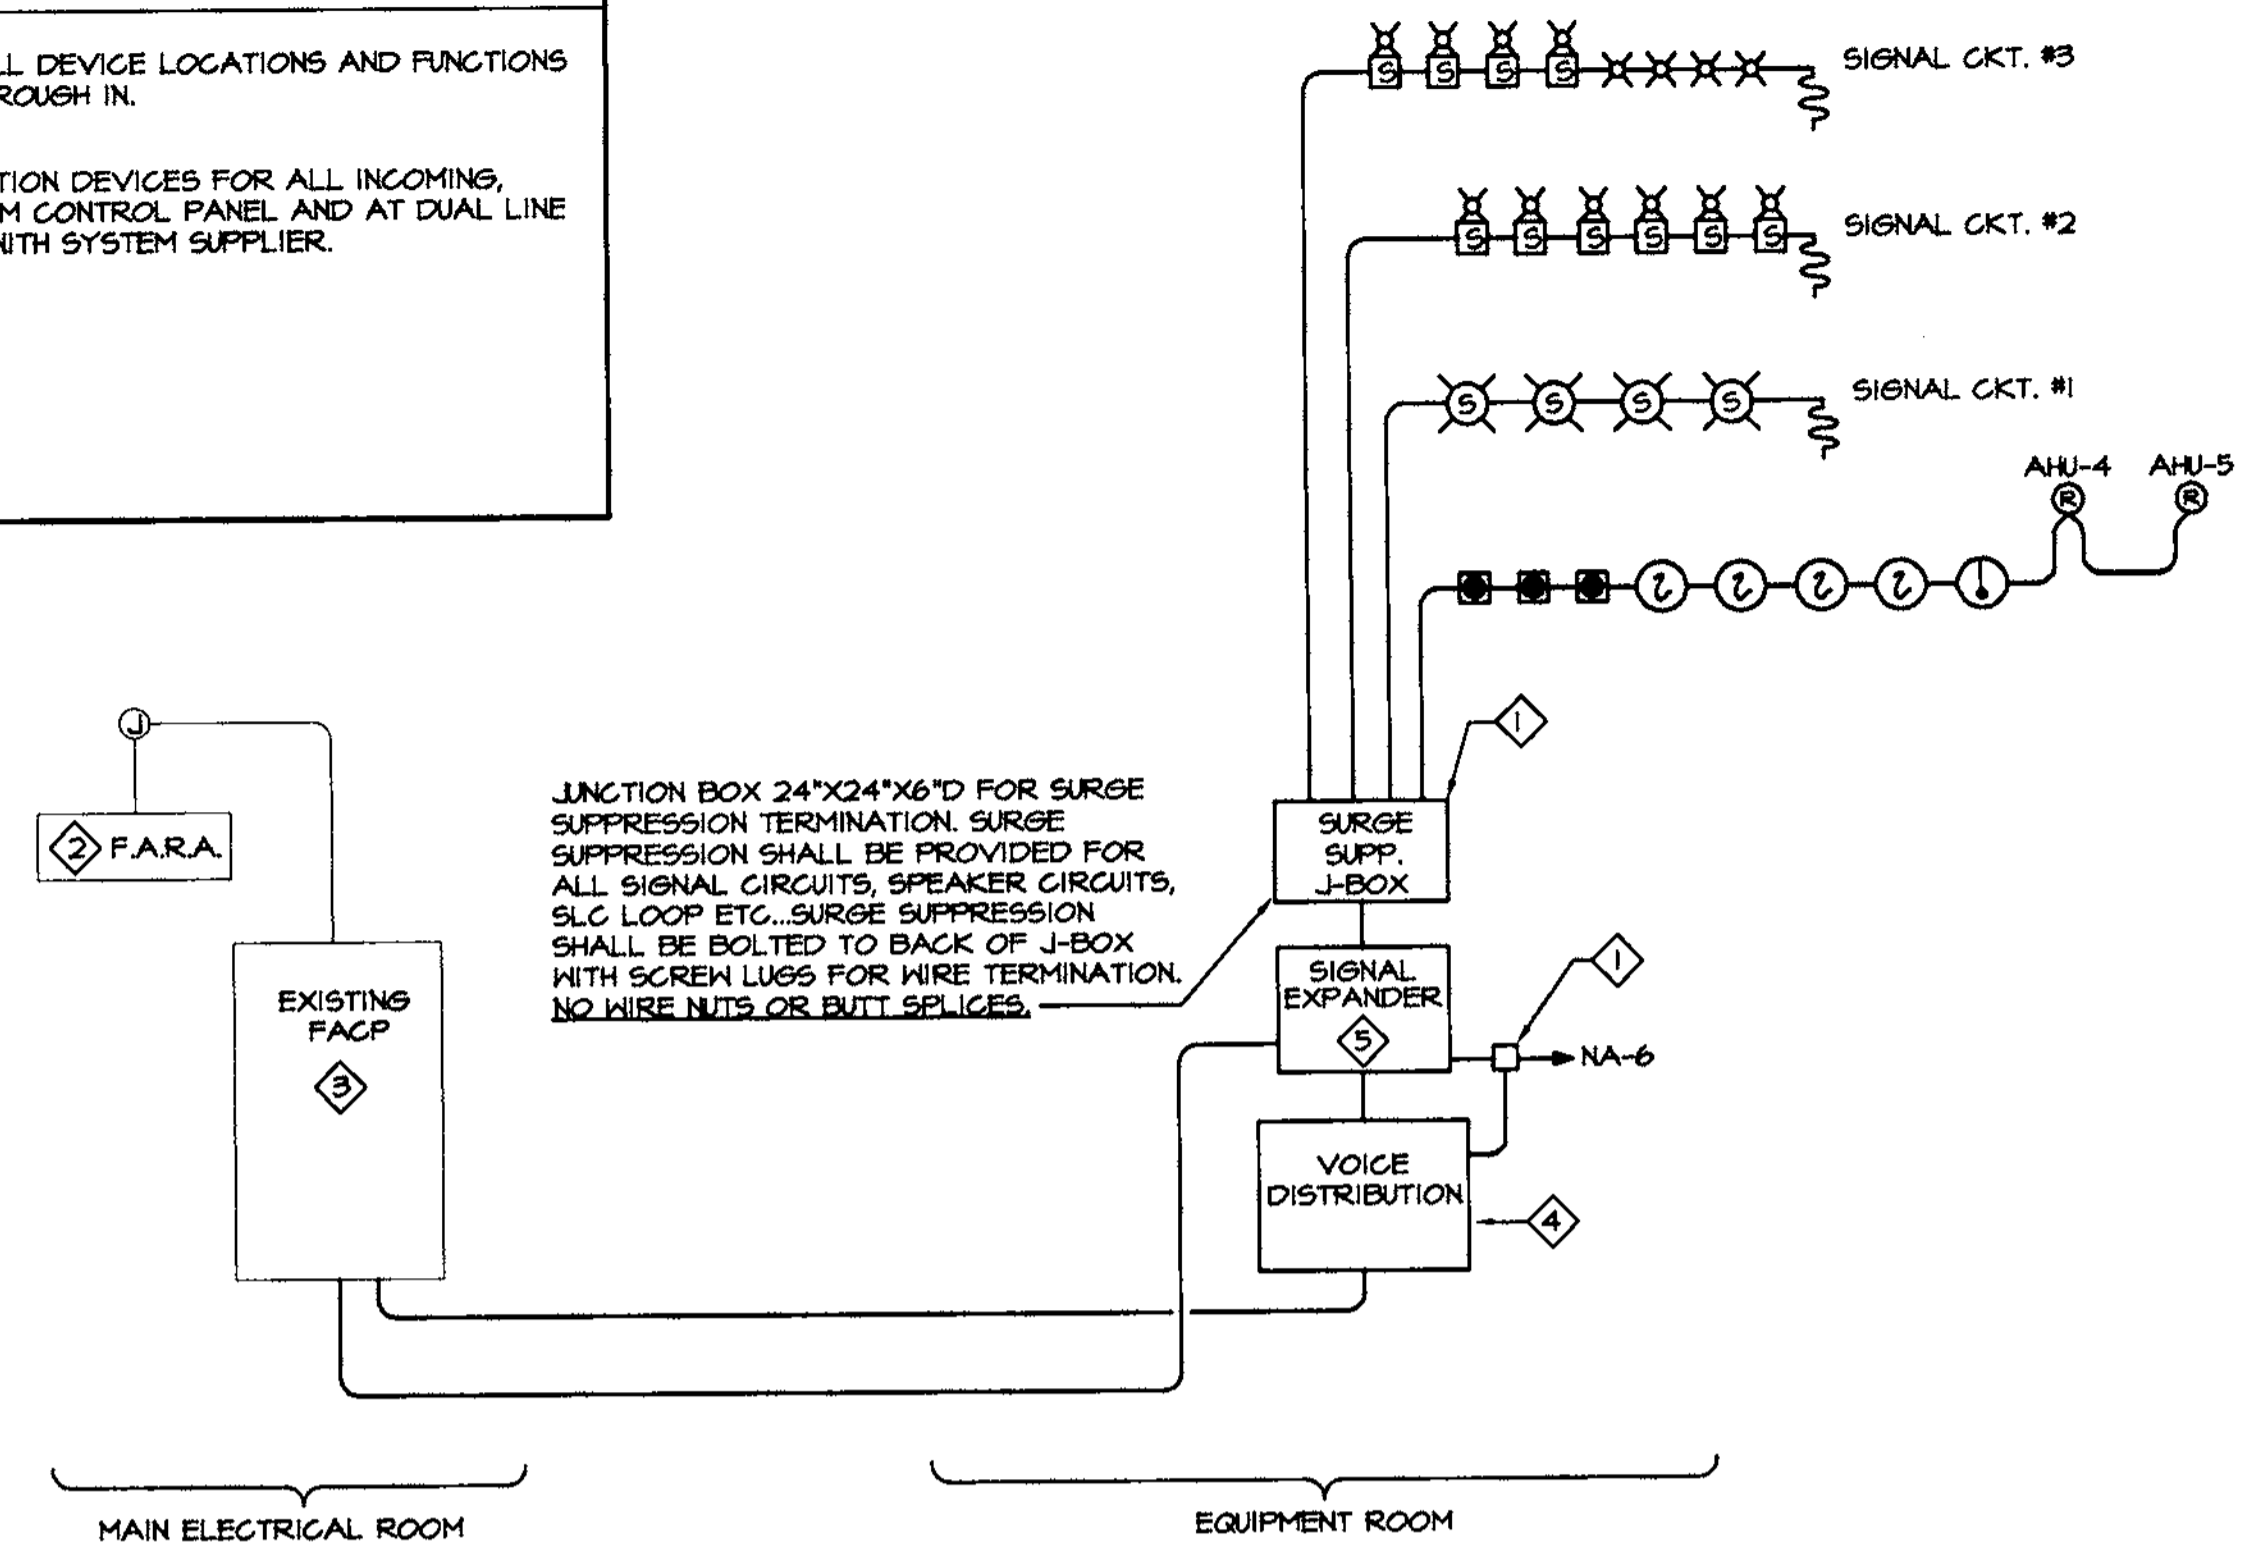 LL DEVICE LOCATIONS AND FUNCTIONS
ROUGH IN.
TION DEVICES FOR ALL INCOMING,
M CONTROL PANEL AND AT DUAL LINE
WITH SYSTEM SUPPLIER.
SIGNAL CKT. #3
S S S S
SIGNAL CKT. #2
S S S S S S
SIGNAL CKT. #1
S S S S
AHU-4 AHU-5
R R
1
J
2 F.A.R.A.
JUNCTION BOX 24"X24"X6"D FOR SURGE
SUPPRESSION TERMINATION. SURGE
SUPPRESSION SHALL BE PROVIDED FOR
ALL SIGNAL CIRCUITS, SPEAKER CIRCUITS,
SLC LOOP ETC...SURGE SUPPRESSION
SHALL BE BOLTED TO BACK OF J-BOX
WITH SCREW LUGS FOR WIRE TERMINATION.
NO WIRE NUTS OR BUTT SPLICES.
SURGE
SUPP.
J-BOX
EXISTING
FACP
3
SIGNAL
EXPANDER
5
1
NA-6
VOICE
DISTRIBUTION
4
MAIN ELECTRICAL ROOM
EQUIPMENT ROOM